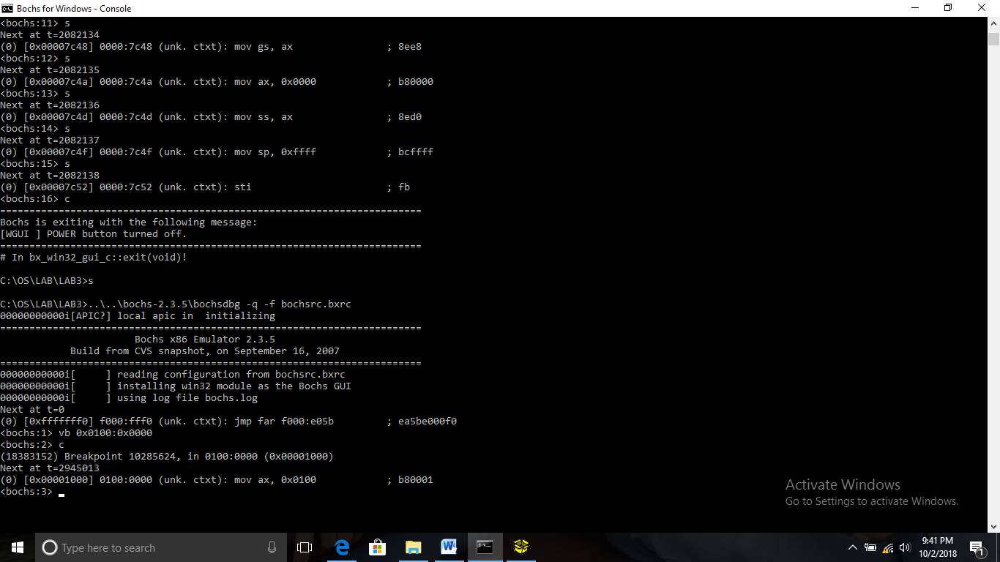 Bochs for Windows - Console
<bochs:11> s
Next at t=2082134
(0) [0x00007c48] 0000:7c48 (unk. ctxt): mov gs, ax                ; 8ee8
<bochs:12> s
Next at t=2082135
(0) [0x00007c4a] 0000:7c4a (unk. ctxt): mov ax, 0x0000            ; b80000
<bochs:13> s
Next at t=2082136
(0) [0x00007c4d] 0000:7c4d (unk. ctxt): mov ss, ax                ; 8ed0
<bochs:14> s
Next at t=2082137
(0) [0x00007c4f] 0000:7c4f (unk. ctxt): mov sp, 0xffff            ; bcffff
<bochs:15> s
Next at t=2082138
(0) [0x00007c52] 0000:7c52 (unk. ctxt): sti                       ; fb
<bochs:16> c
========================================================================
Bochs is exiting with the following message:
[WGUI ] POWER button turned off.
========================================================================
# In bx_win32_gui_c::exit(void)!
C:\OS\LAB\LAB3>s
C:\OS\LAB\LAB3>..\..\bochs-2.3.5\bochsdbg -q -f bochsrc.bxrc
00000000000i[APIC?] local apic in  initializing
========================================================================
                       Bochs x86 Emulator 2.3.5
            Build from CVS snapshot, on September 16, 2007
========================================================================
00000000000i[     ] reading configuration from bochsrc.bxrc
00000000000i[     ] installing win32 module as the Bochs GUI
00000000000i[     ] using log file bochs.log
Next at t=0
(0) [0xfffffff0] f000:fff0 (unk. ctxt): jmp far f000:e05b         ; ea5be000f0
<bochs:1> vb 0x0100:0x0000
<bochs:2> c
(18383152) Breakpoint 10285624, in 0100:0000 (0x00001000)
Next at t=2945013
(0) [0x00001000] 0100:0000 (unk. ctxt): mov ax, 0x0100            ; b80001
<bochs:3>
Activate Windows
Go to Settings to activate Windows.
Type here to search
9:41 PM
10/2/2018
1